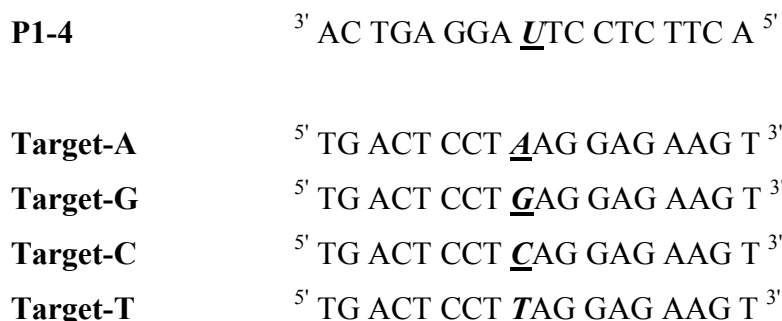 P1-4 3' AC TGA GGA UTC CTC TTC A 5'
Target-A 5' TG ACT CCT AAG GAG AAGT 3'
Target-G 5' TG ACT CCT GAG GAG AAG T 3'
Target-C 5' TG ACT CCT CAG GAG AAG T 3'
Target-T 5' TG ACT CCT TAG GAG AAG T 3'